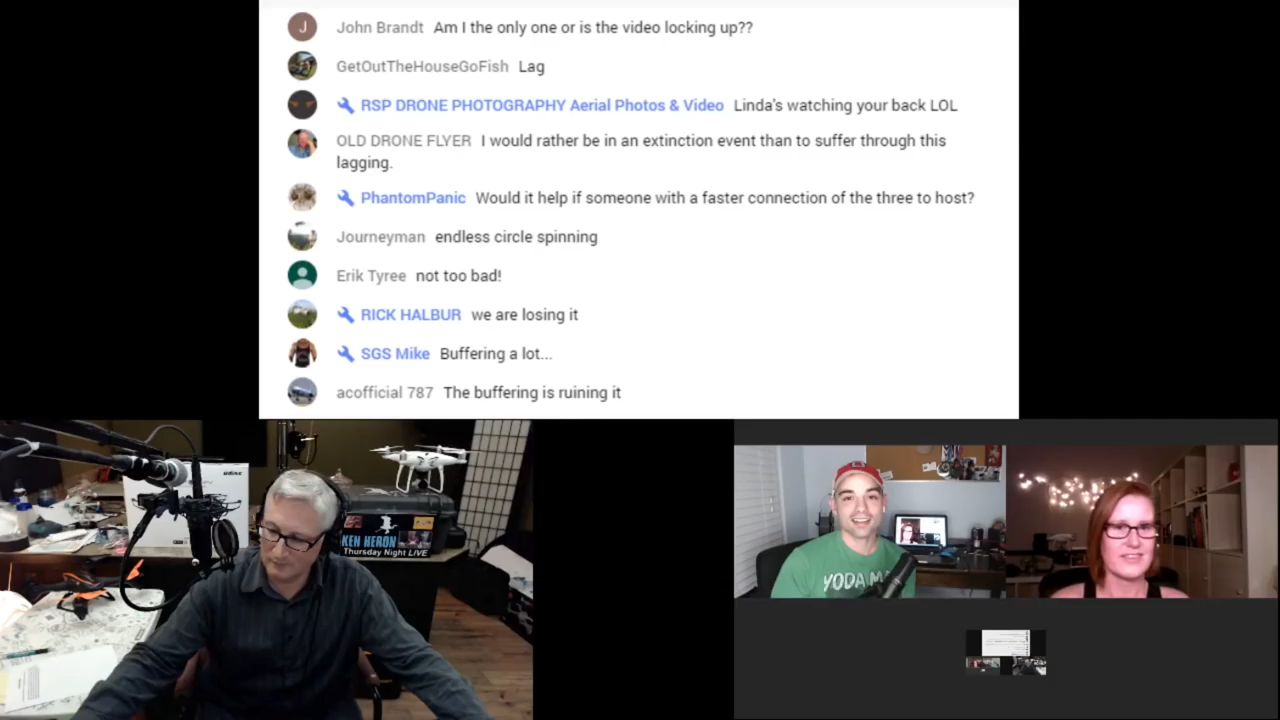 J
John Brandt Am I the only one or is the video locking up??
GetOutTheHouseGoFish Lag
RSP DRONE PHOTOGRAPHY Aerial Photos & Video Linda's watching your back LOL
OLD DRONE FLYER I would rather be in an extinction event than to suffer through this
lagging.
PhantomPanic Would it help if someone with a faster connection of the three to host?
Journeyman endless circle spinning
Erik Tyree not too bad!
RICK HALBUR we are losing it
SGS Mike Buffering a lot...
acofficial 787 The buffering is ruining it
udirc
KEN HERON
Thursday Night LIVE
YODA